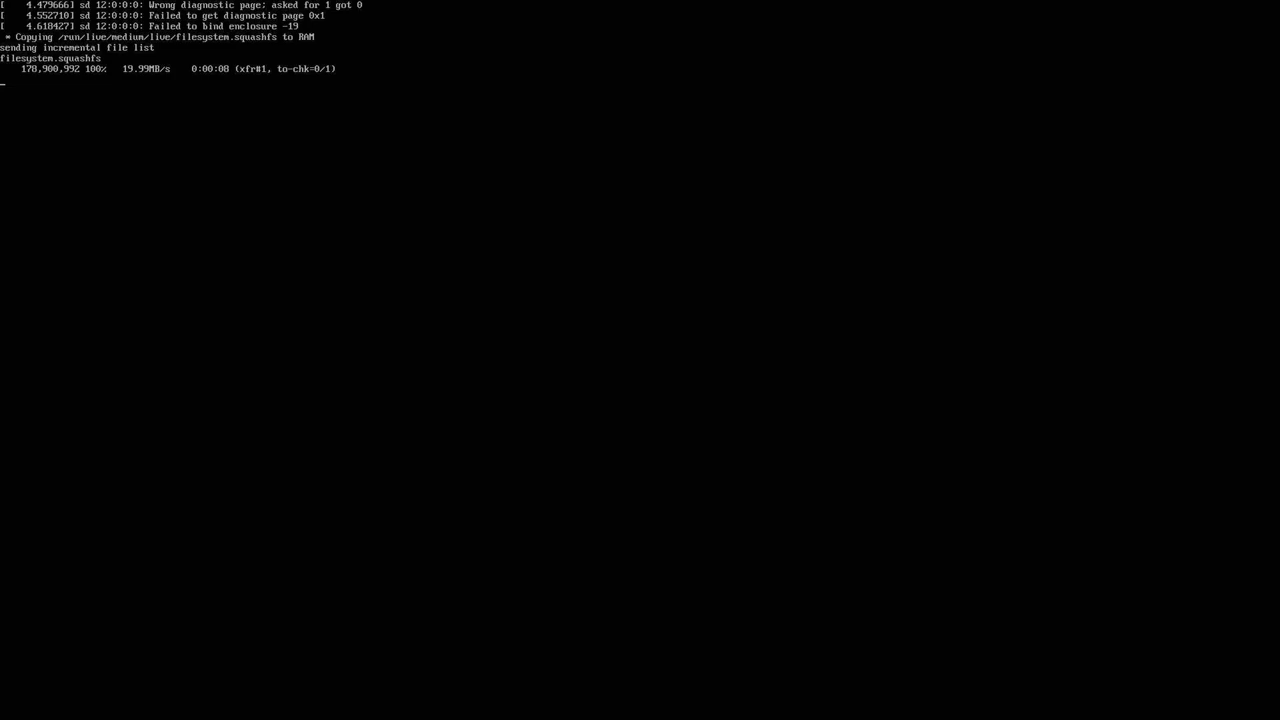 [    4.479666] sd 12:0:0:0: Wrong diagnostic page; asked for 1 got 0
[    4.552710] sd 12:0:0:0: Failed to get diagnostic page 0x1
[    4.618427] sd 12:0:0:0: Failed to bind enclosure -19
 * Copying /run/live/medium/live/filesystem.squashfs to RAM
sending incremental file list
filesystem.squashfs
    178,900,992 100%   19.99MB/s    0:00:08 (xfr#1, to-chk=0/1)